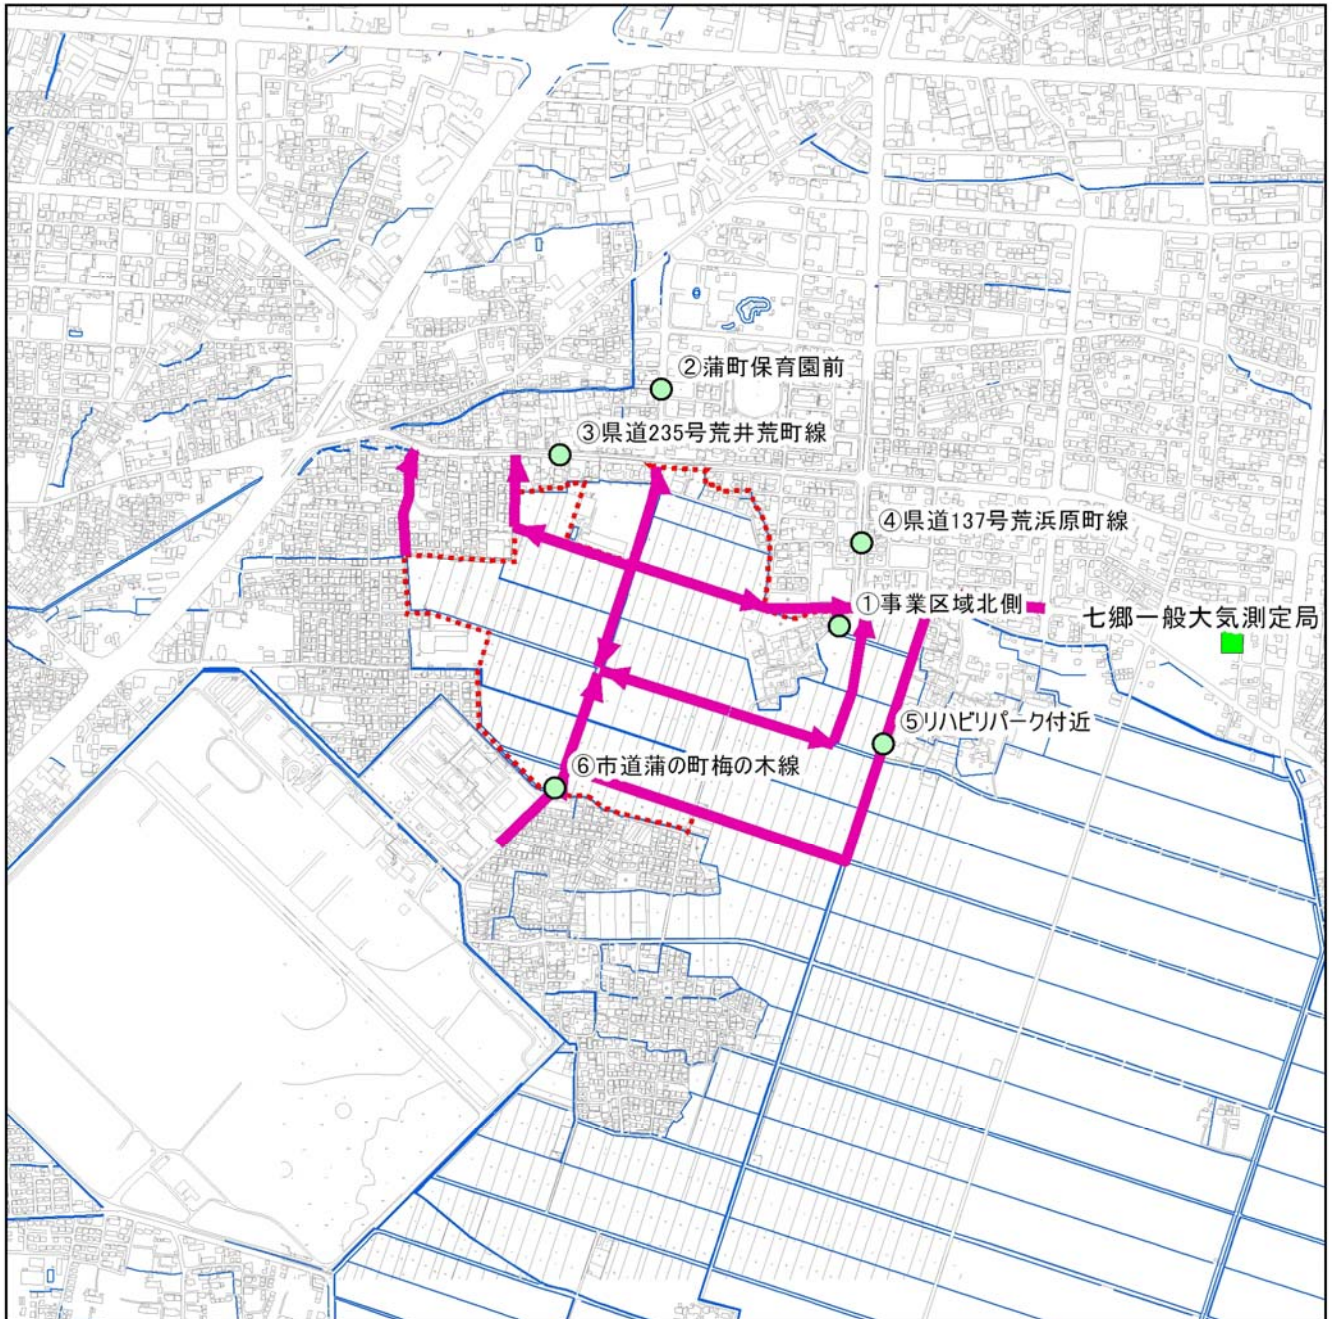 ②蒲町保育園前
③県道235号荒井荒町線
④県道137号荒浜原町線
①事業区域北側
七郷一般大気測定局
⑤リハビリパーク付近
⑥市道蒲の町梅の木線